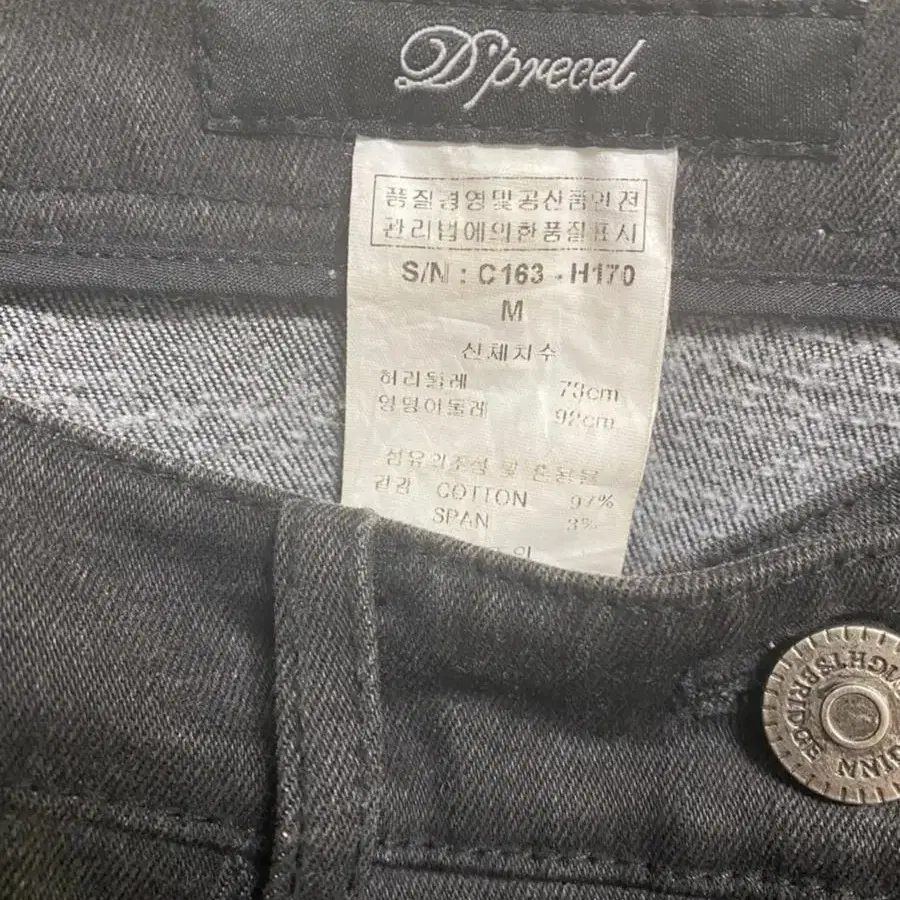 D'precel
품질경영및공산품안전
관리법에의한품질표시
S/N : C163 - H170
M
신체치수
허리둘레 73cm
엉덩이둘레 92cm
섬유의조성 및 혼용율
겉감 COTTON 97%
SPAN 3%